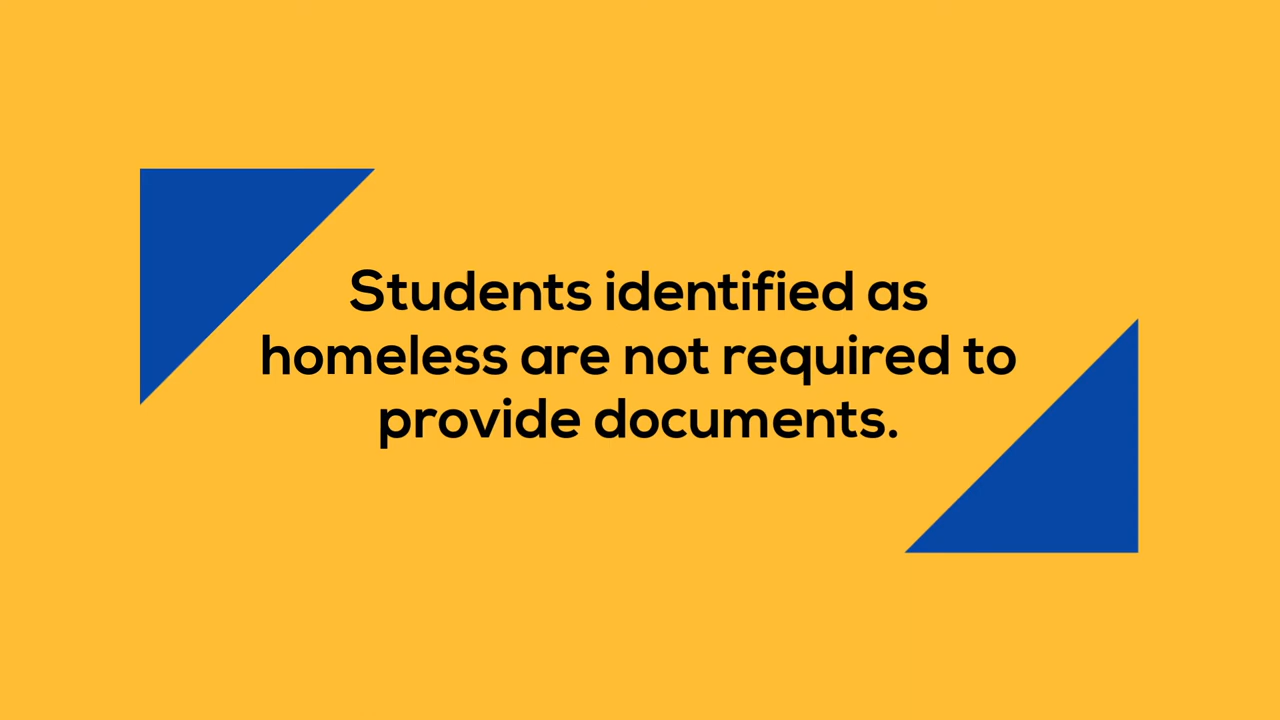 Students identified as
homeless are not required to
provide documents.